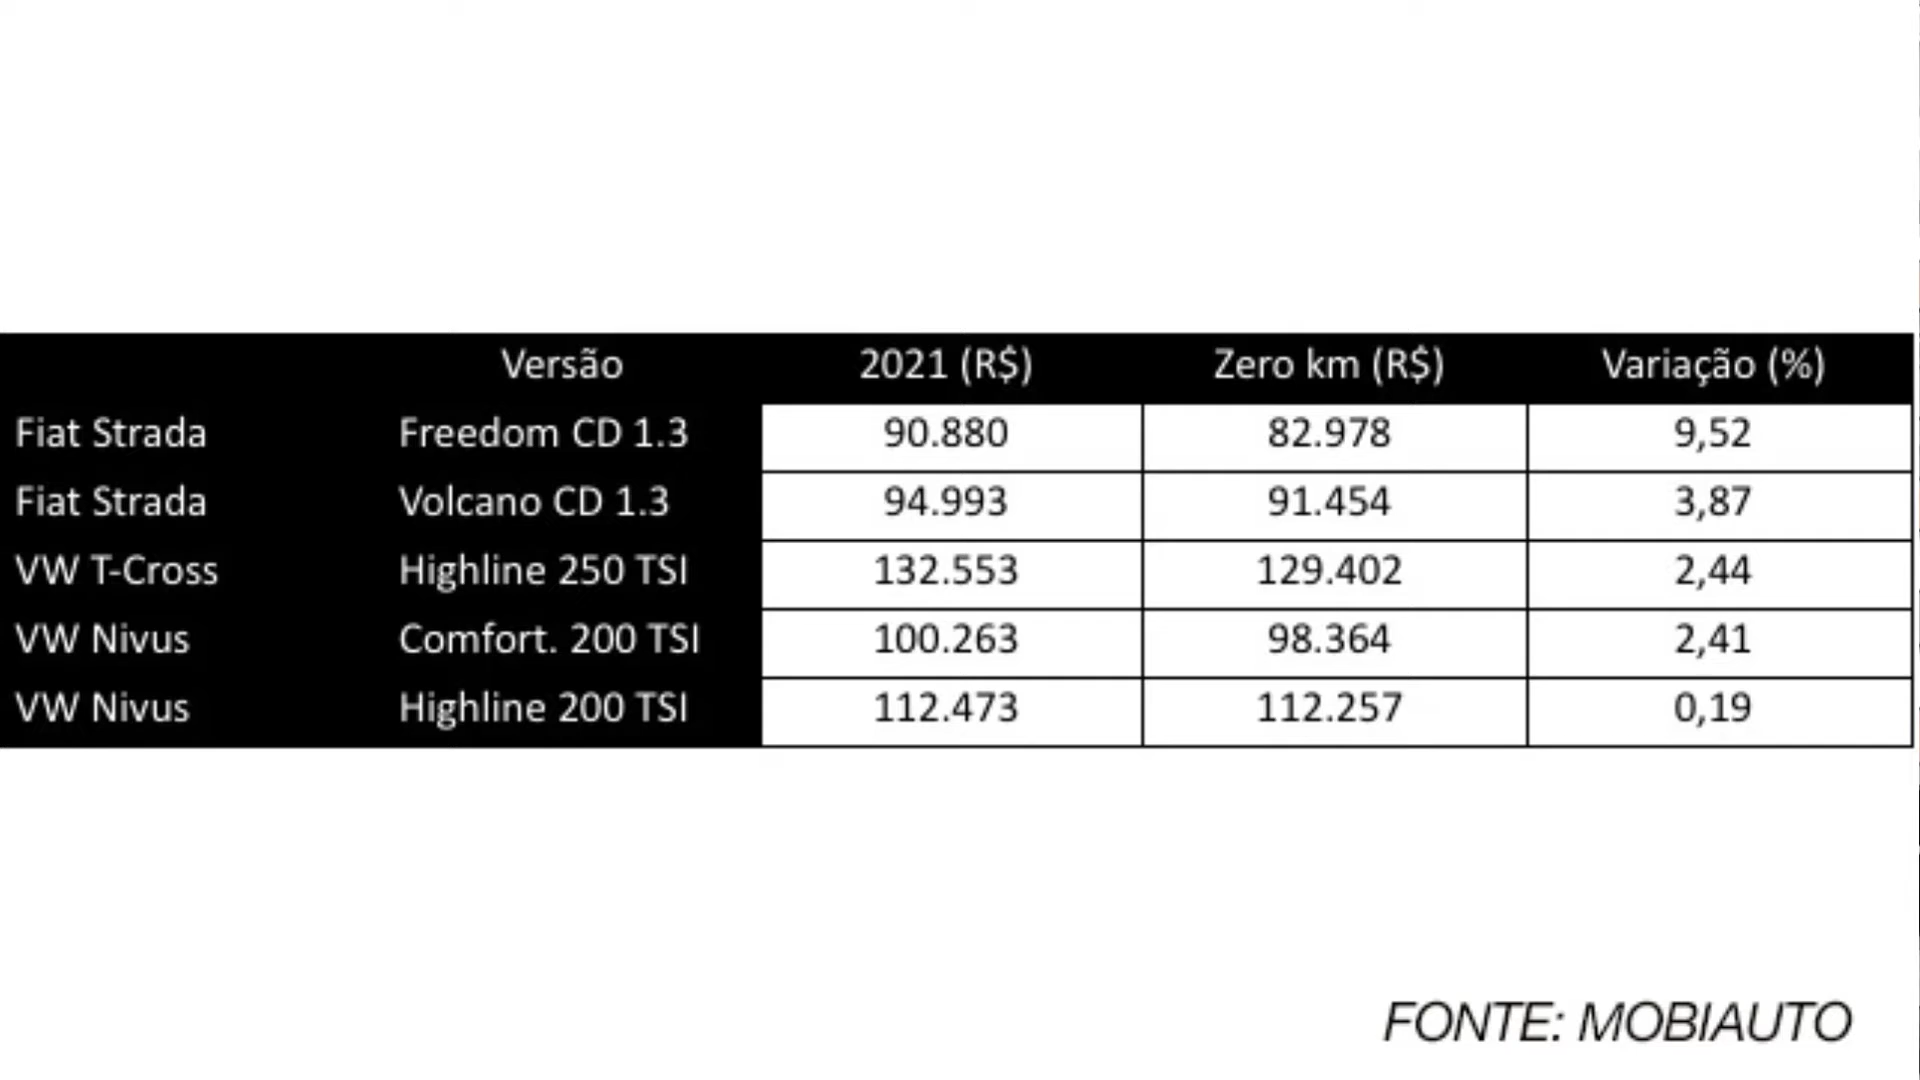 Versão 2021 (R$) Zero km (R$) Variação (%)
Fiat Strada Freedom CD 1.3 90.880 82.978 9,52
Fiat Strada Volcano CD 1.3 94.993 91.454 3,87
VW T-Cross Highline 250 TSI 132.553 129.402 2,44
VW Nivus Comfort. 200 TSI 100.263 98.364 2,41
VW Nivus Highline 200 TSI 112.473 112.257 0,19
FONTE: MOBIAUTO